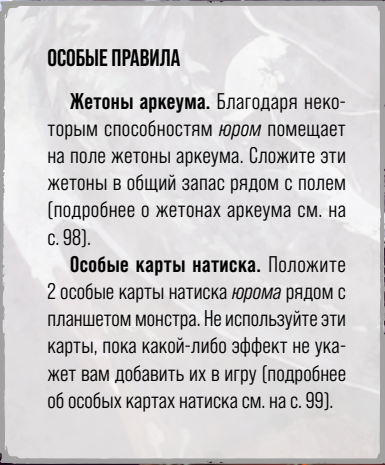 ОСОБЫЕ ПРАВИЛА
Жетоны аркеума. Благодаря неко-
торым способностям юром помещает
на поле жетоны аркеума. Сложите эти
жетоны в общий запас рядом с полем
(подробнее о жетонах аркеума см. на
с. 98).
Особые карты натиска. Положите
2 особые карты натиска юрома рядом с
планшетом монстра. Не используйте эти
карты, пока какой-либо эффект не ука-
жет вам добавить их в игру (подробнее
об особых картах натиска см. на с. 99).